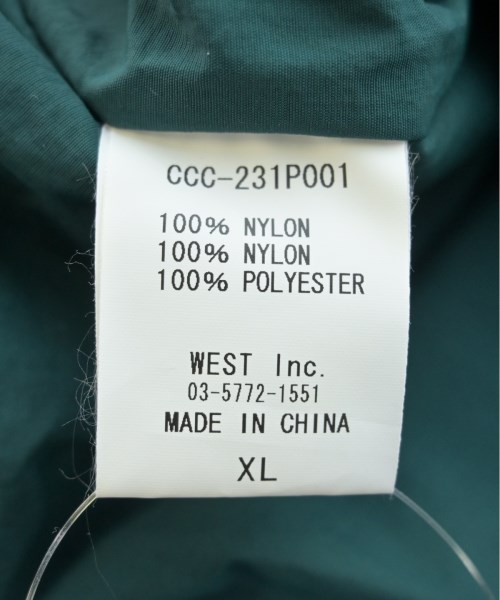 CCC-231P001
100% NYLON
100% NYLON
100% POLYESTER
WEST Inc.
03-5772-1551
MADE IN CHINA
XL